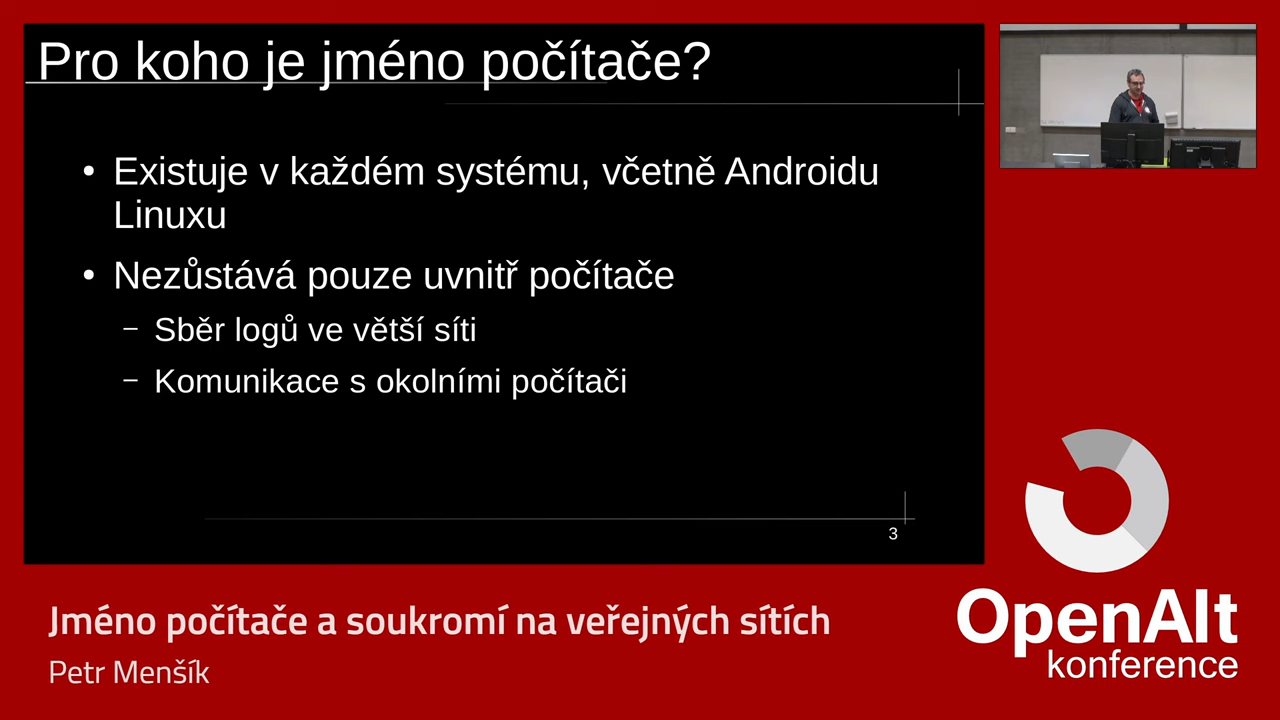 Pro koho je jméno počítače?
• Existuje v každém systému, včetně Androidu
Linuxu
• Nezůstává pouze uvnitř počítače
– Sběr logů ve větší síti
– Komunikace s okolními počítači
3
Jméno počítače a soukromí na veřejných sítích
Petr Menšík
OpenAlt
konference